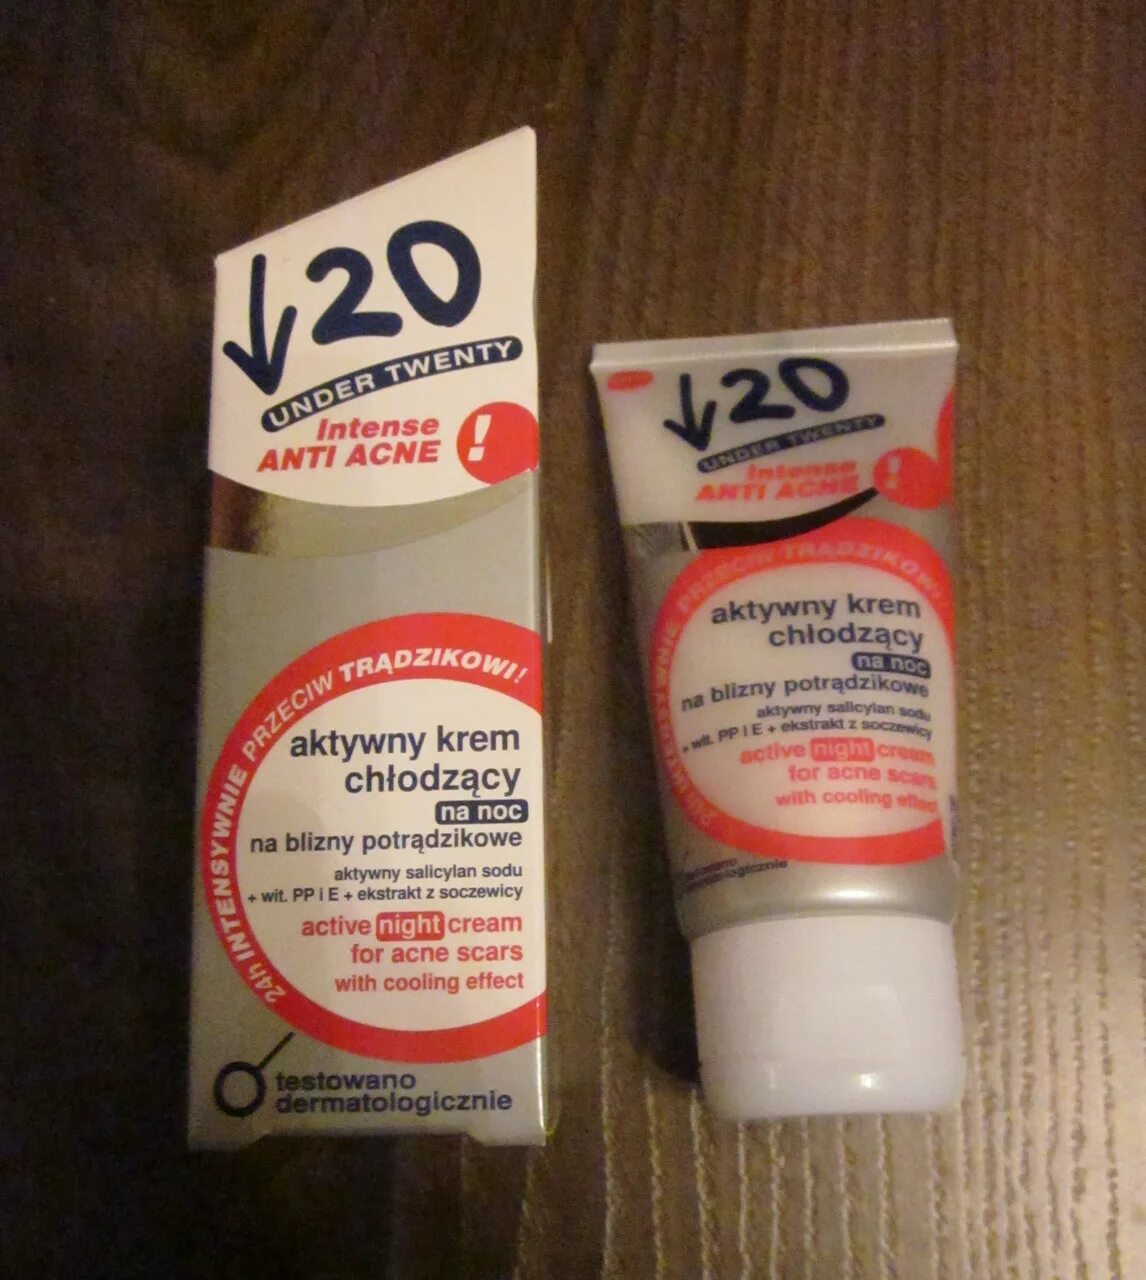 ↓20
UNDER TWENTY
Intense
ANTI ACNE !
24h INTENSYWNIE PRZECIW TRĄDZIKOWI!
aktywny krem
chłodzący
na noc
na blizny potrądzikowe
aktywny salicylan sodu
+ wit. PP i E + ekstrakt z soczewicy
active night cream
for acne scars
with cooling effect
testowano
dermatologicznie
↓20
UNDER TWENTY
Intense
ANTI ACNE !
INTENSYWNIE PRZECIW TRĄDZIKOWI!
aktywny krem
chłodzący
na noc
na blizny potrądzikowe
aktywny salicylan sodu
+ wit. PP i E + ekstrakt z soczewicy
active night cream
for acne scars
with cooling effect
testowano
dermatologicznie